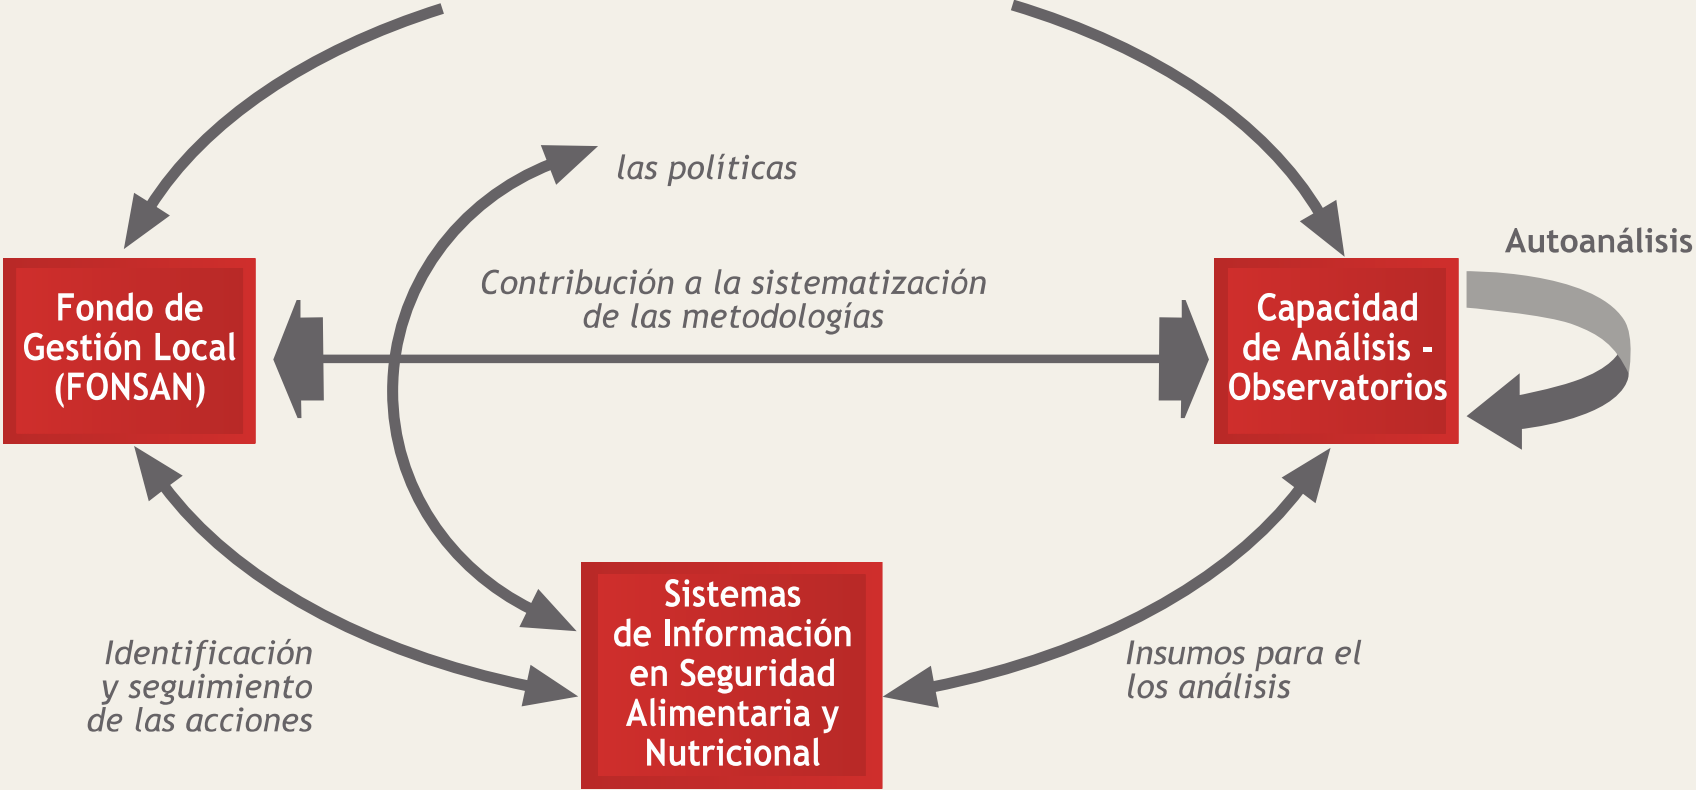 las políticas
Autoanálisis
Contribución a la sistematización
de las metodologías
Fondo de
Gestión Local
(FONSAN)
Capacidad
de Análisis -
Observatorios
Sistemas
de Información
en Seguridad
Alimentaria y
Nutricional
Identificación
y seguimiento
de las acciones
Insumos para el
los análisis